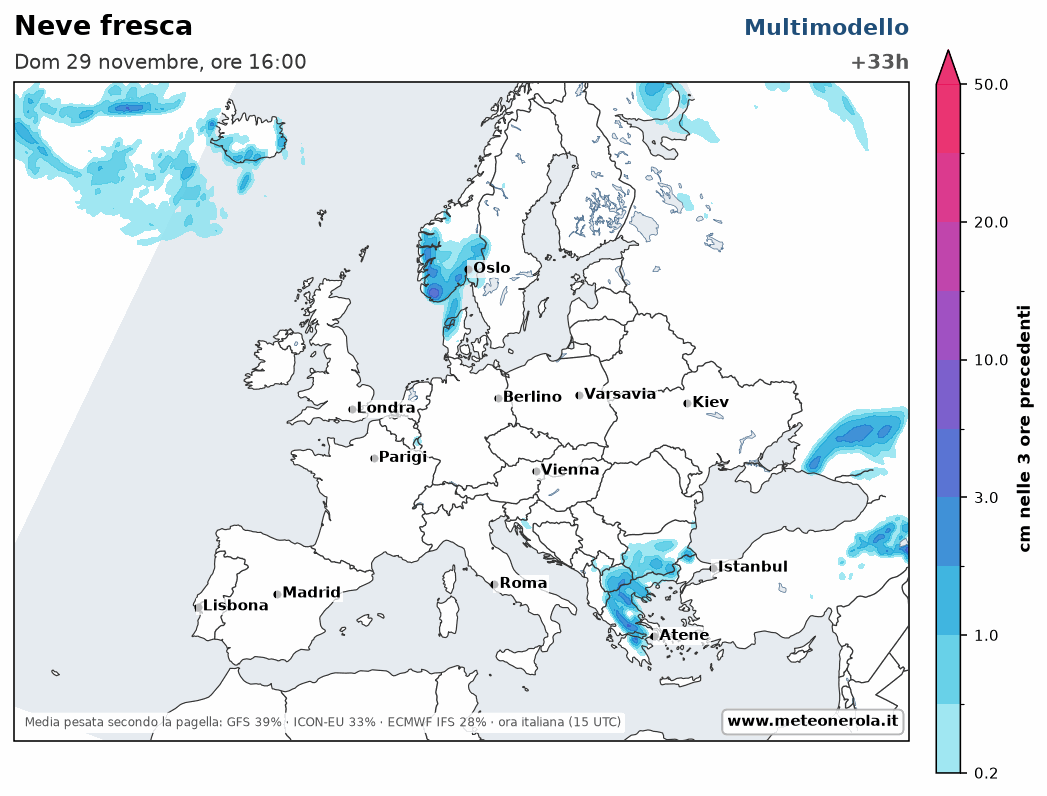 Neve fresca
Multimodello
Dom 29 novembre, ore 16:00
+33h
50.0
20.0
10.0
3.0
1.0
0.2
cm nelle 3 ore precedenti
Oslo
Berlino
Varsavia
Kiev
Londra
Parigi
Vienna
Istanbul
Roma
Madrid
Lisbona
Atene
Media pesata secondo la pagella: GFS 39% · ICON-EU 33% · ECMWF IFS 28% · ora italiana (15 UTC)
www.meteonerola.it